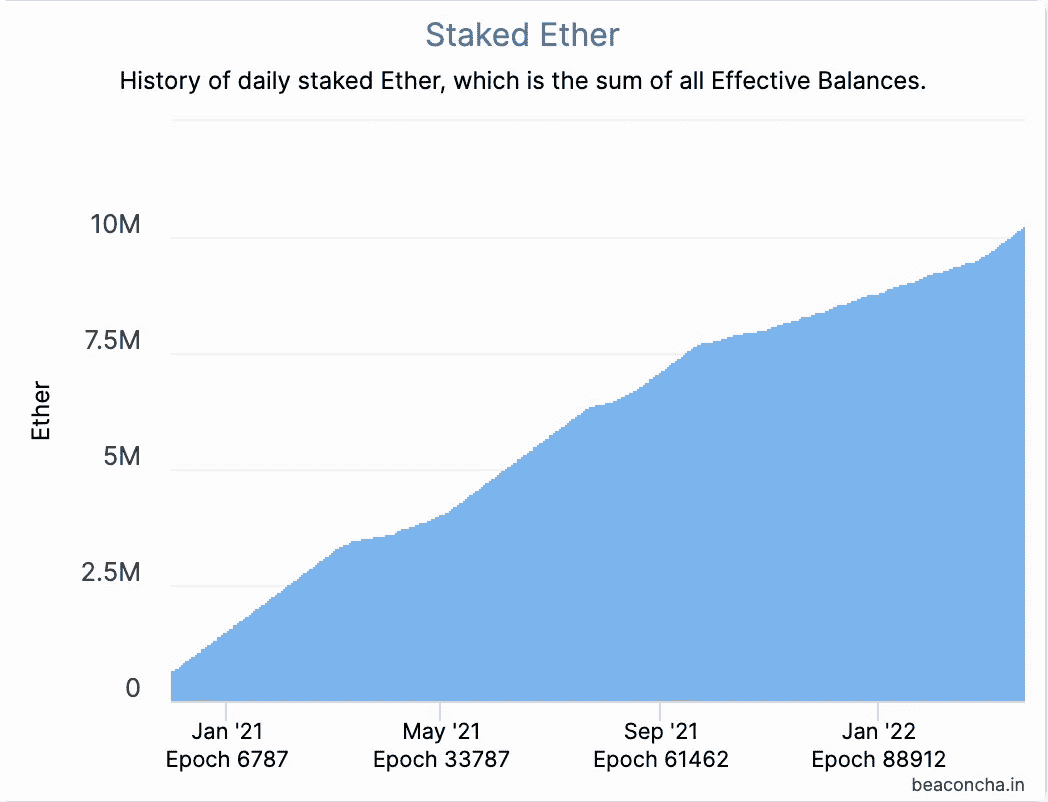 Staked Ether
History of daily staked Ether, which is the sum of all Effective Balances.
10M
7.5M
5M
2.5M
0
Ether
Jan '21
Epoch 6787
May '21
Epoch 33787
Sep '21
Epoch 61462
Jan '22
Epoch 88912
beaconcha.in